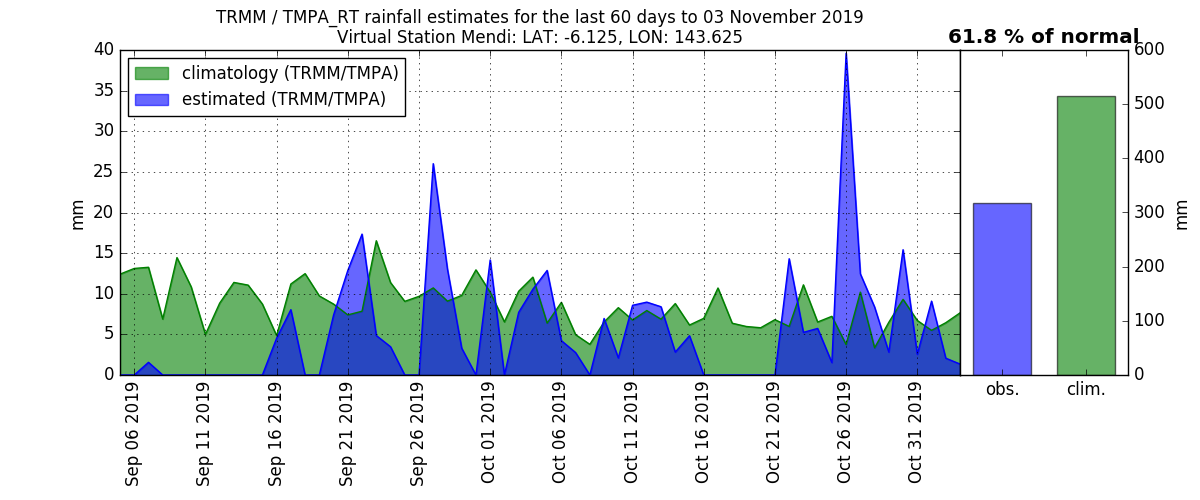 TRMM / TMPA_RT rainfall estimates for the last 60 days to 03 November 2019
Virtual Station Mendi: LAT: -6.125, LON: 143.625
61.8 % of normal
climatology (TRMM/TMPA)
estimated (TRMM/TMPA)
mm
40
35
30
25
20
15
10
5
0
Sep 06 2019
Sep 11 2019
Sep 16 2019
Sep 21 2019
Sep 26 2019
Oct 01 2019
Oct 06 2019
Oct 11 2019
Oct 16 2019
Oct 21 2019
Oct 26 2019
Oct 31 2019
obs.
clim.
600
500
400
300
200
100
0
mm